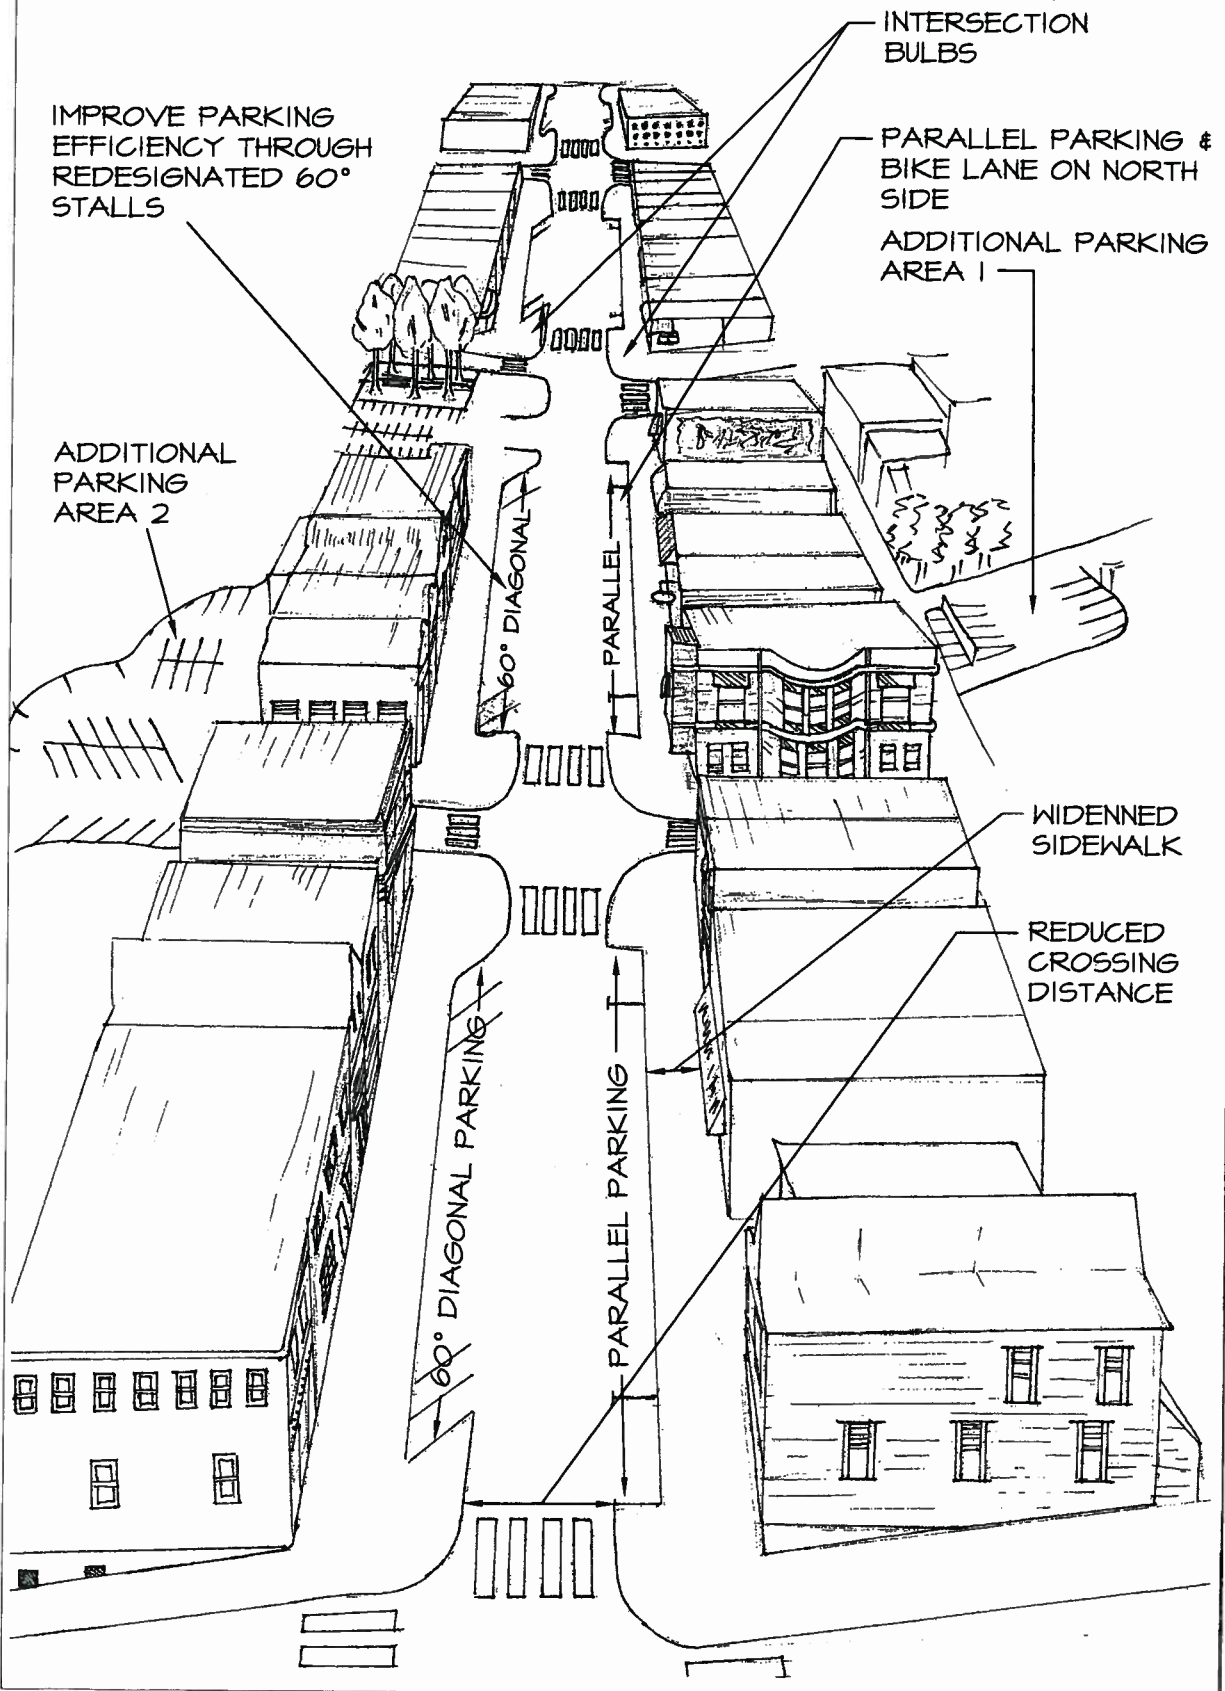 INTERSECTION
BULBS
IMPROVE PARKING
EFFICIENCY THROUGH
REDESIGNATED 60°
STALLS
PARALLEL PARKING &
BIKE LANE ON NORTH
SIDE
ADDITIONAL PARKING
AREA 1
ADDITIONAL
PARKING
AREA 2
60° DIAGONAL
PARALLEL
WIDENNED
SIDEWALK
REDUCED
CROSSING
DISTANCE
60° DIAGONAL PARKING
PARALLEL PARKING